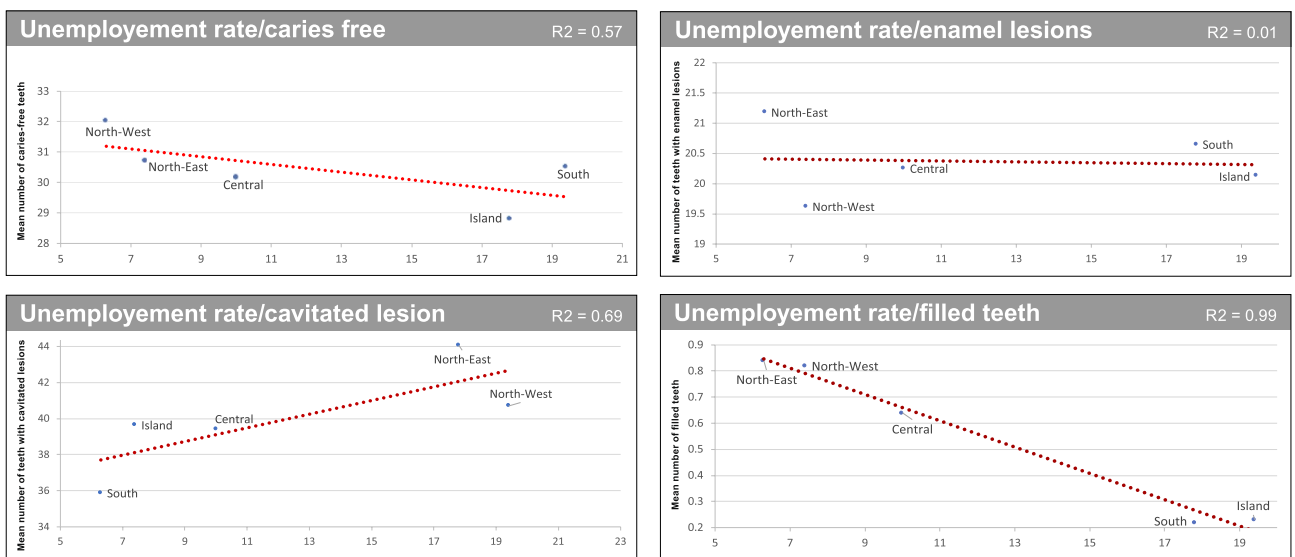 Unemployement rate/caries free R2 = 0.57
Mean number of caries-free teeth
33
32
31
30
29
28
North-West
North-East
Central
South
Island
5 7 9 11 13 15 17 19 21
Unemployement rate/enamel lesions R2 = 0.01
Mean number of teeth with enamel lesions
22
21.5
21
20.5
20
19.5
19
North-East
South
Central
Island
North-West
5 7 9 11 13 15 17 19
Unemployement rate/cavitated lesion R2 = 0.69
Mean number of teeth with cavitated lesions
44
42
40
38
36
34
North-East
North-West
Central
Island
South
5 7 9 11 13 15 17 19 21 23
Unemployement rate/filled teeth R2 = 0.99
Mean number of filled teeth
0.9
0.8
0.7
0.6
0.5
0.4
0.3
0.2
North-West
North-East
Central
Island
South
5 7 9 11 13 15 17 19